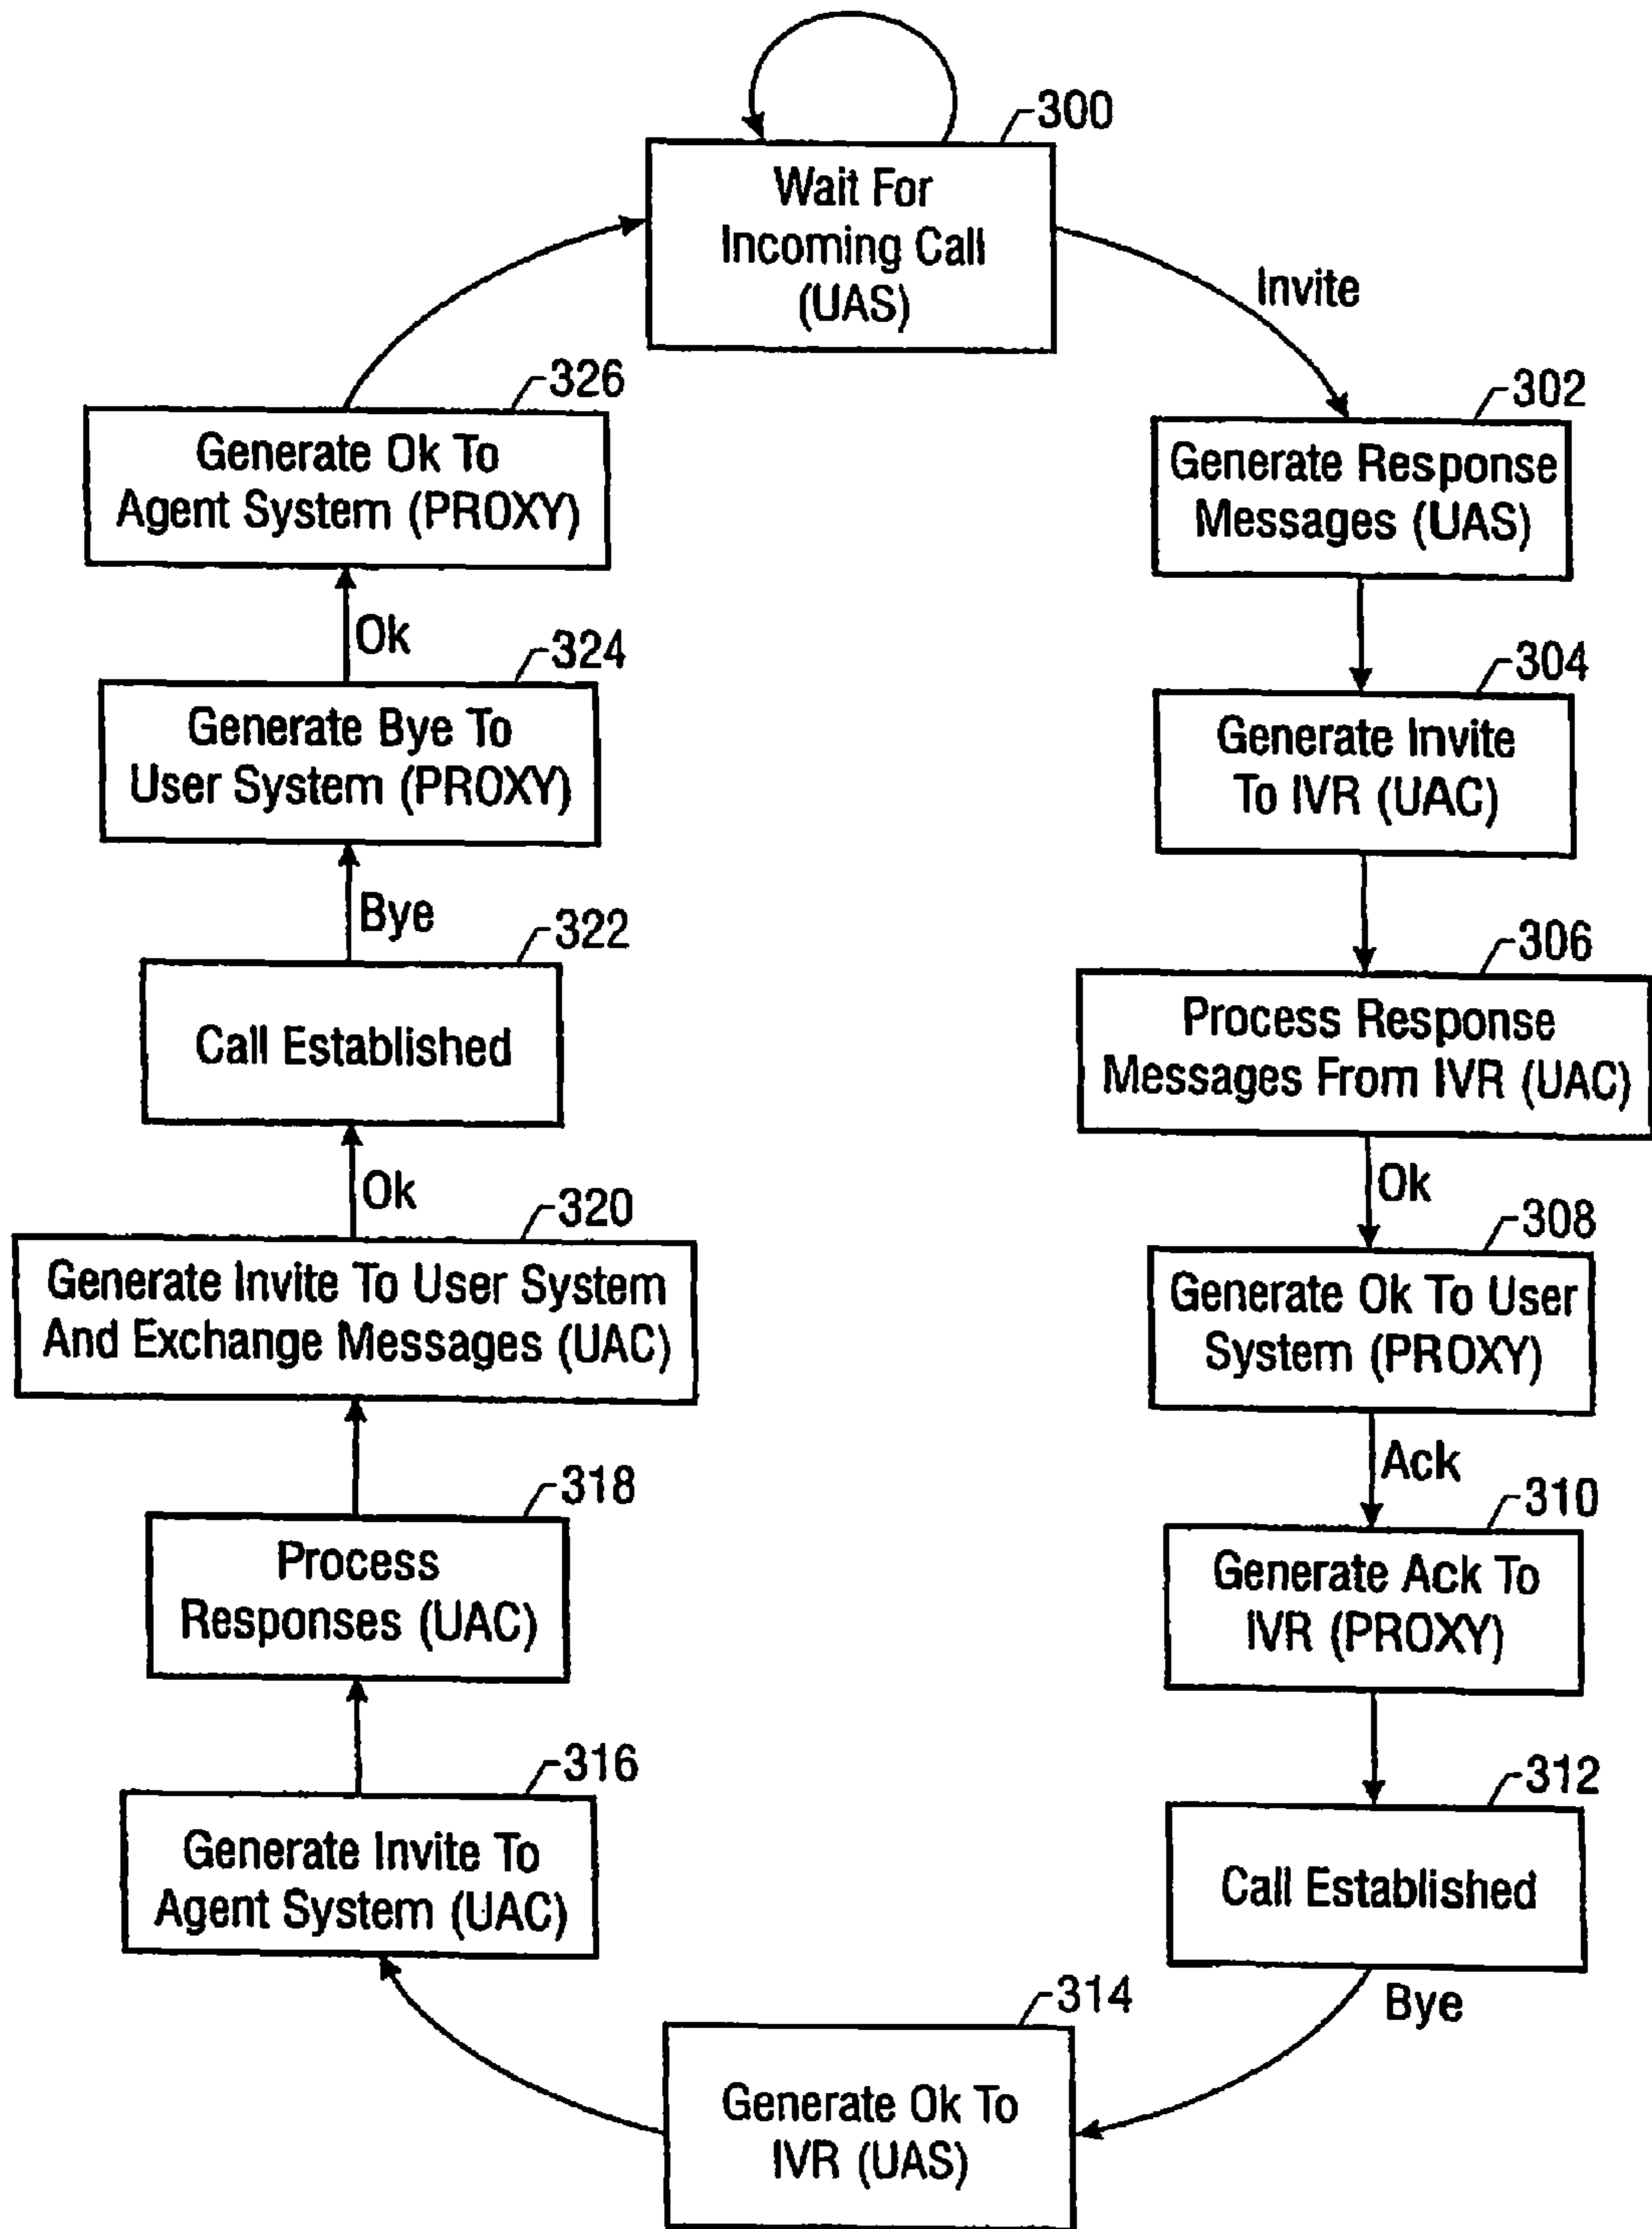 300
Wait For
Incoming Call
(UAS)
Invite
302
Generate Response
Messages (UAS)
304
Generate Invite
To IVR (UAC)
306
Process Response
Messages From IVR (UAC)
Ok
308
Generate Ok To User
System (PROXY)
Ack
310
Generate Ack To
IVR (PROXY)
312
Call Established
Bye
314
Generate Ok To
IVR (UAS)
316
Generate Invite To
Agent System (UAC)
318
Process
Responses (UAC)
320
Generate Invite To User System
And Exchange Messages (UAC)
Ok
322
Call Established
Bye
324
Generate Bye To
User System (PROXY)
Ok
326
Generate Ok To
Agent System (PROXY)